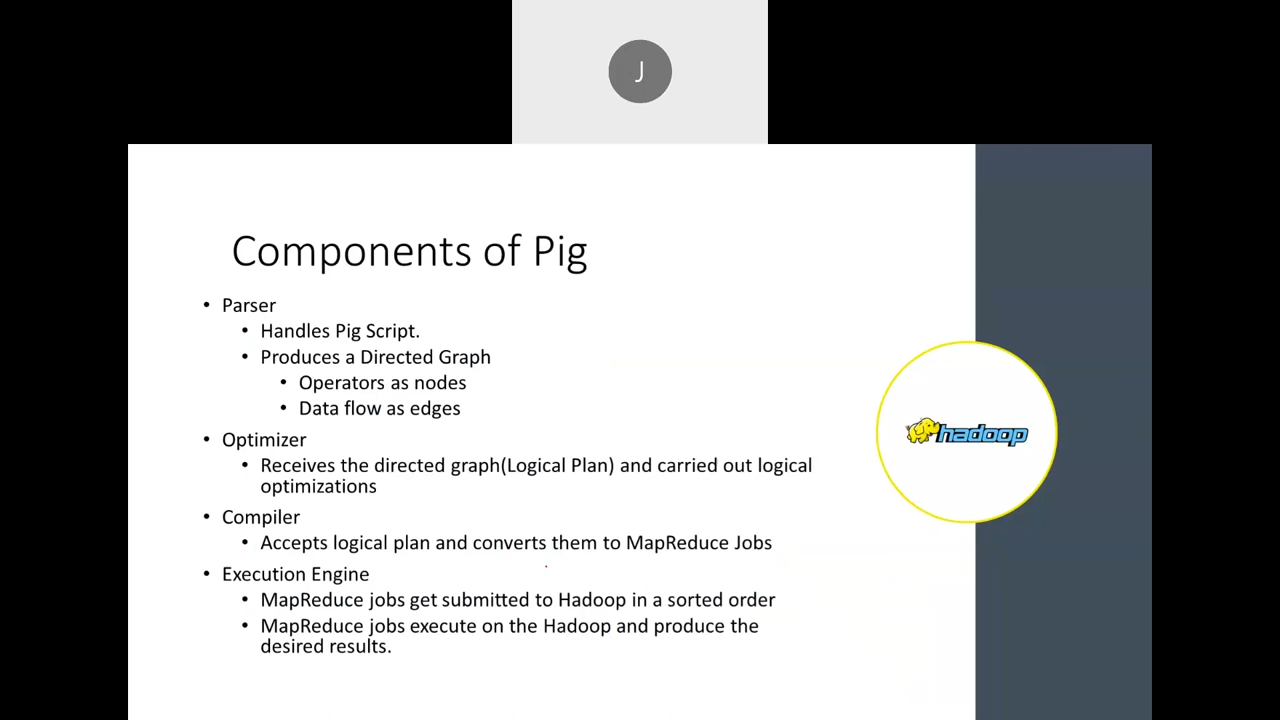 J
Components of Pig
• Parser
• Handles Pig Script.
• Produces a Directed Graph
• Operators as nodes
• Data flow as edges
• Optimizer
• Receives the directed graph(Logical Plan) and carried out logical
optimizations
• Compiler
• Accepts logical plan and converts them to MapReduce Jobs
• Execution Engine
• MapReduce jobs get submitted to Hadoop in a sorted order
• MapReduce jobs execute on the Hadoop and produce the
desired results.
hadoop